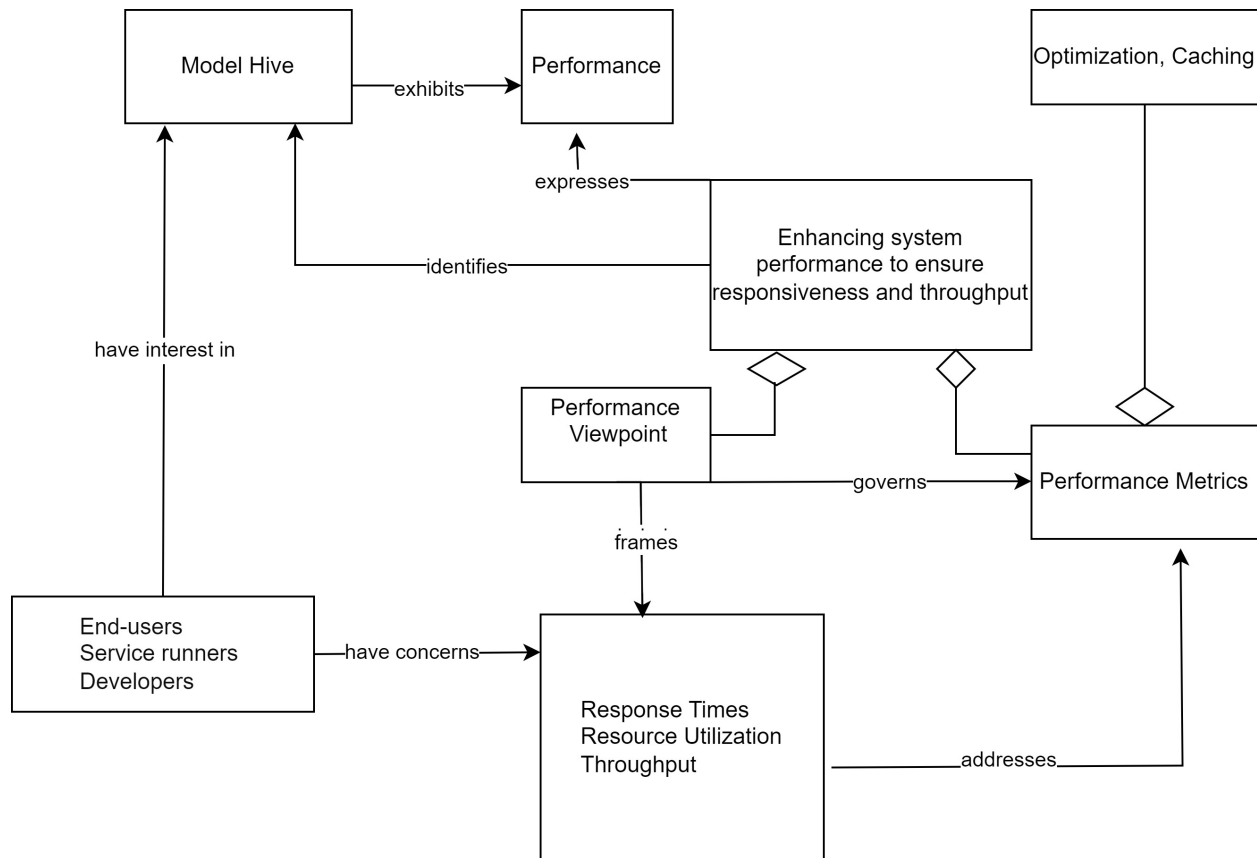 Model Hive
exhibits
Performance
Optimization, Caching
expresses
Enhancing system
performance to ensure
responsiveness and throughput
identifies
have interest in
Performance
Viewpoint
governs
Performance Metrics
frames
End-users
Service runners
Developers
have concerns
Response Times
Resource Utilization
Throughput
addresses